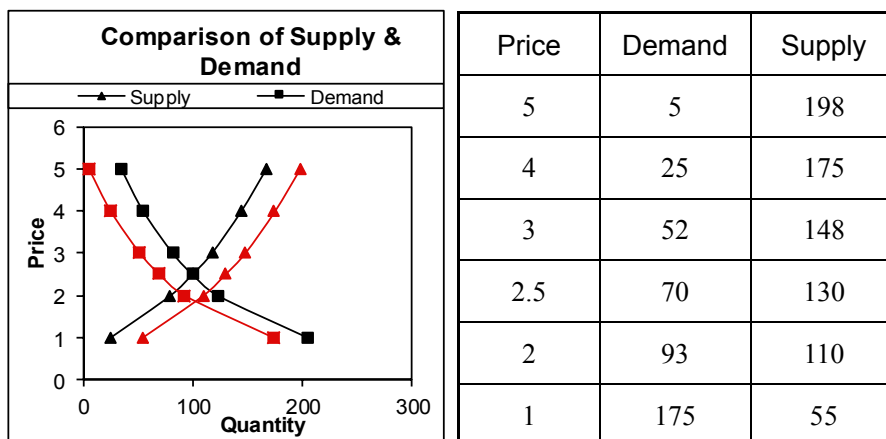 Comparison of Supply &
Demand
Supply Demand
6
5
4
3
2
1
0
Price
0 100 200 300
Quantity
Price Demand Supply
5 5 198
4 25 175
3 52 148
2.5 70 130
2 93 110
1 175 55